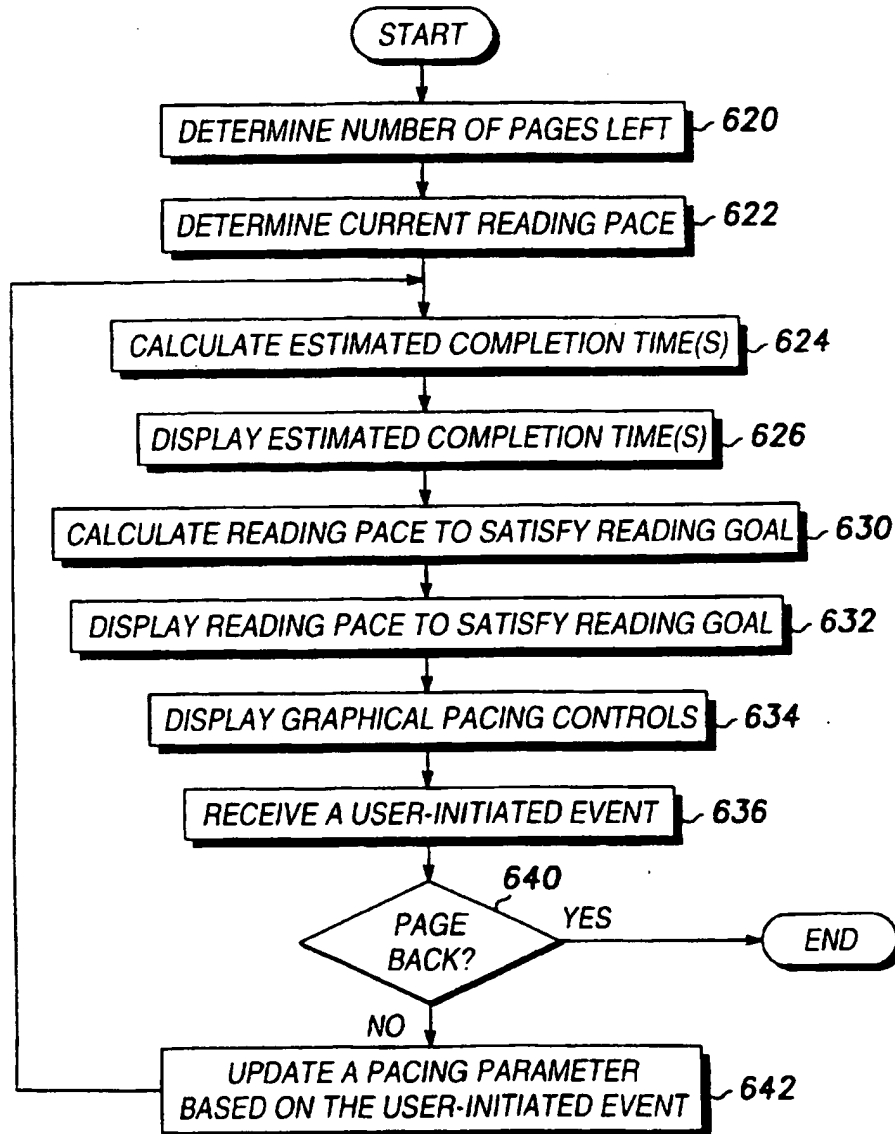 START
DETERMINE NUMBER OF PAGES LEFT 620
DETERMINE CURRENT READING PACE 622
CALCULATE ESTIMATED COMPLETION TIME(S) 624
DISPLAY ESTIMATED COMPLETION TIME(S) 626
CALCULATE READING PACE TO SATISFY READING GOAL 630
DISPLAY READING PACE TO SATISFY READING GOAL 632
DISPLAY GRAPHICAL PACING CONTROLS 634
RECEIVE A USER-INITIATED EVENT 636
640
PAGE
BACK?
YES
END
NO
UPDATE A PACING PARAMETER
BASED ON THE USER-INITIATED EVENT 642